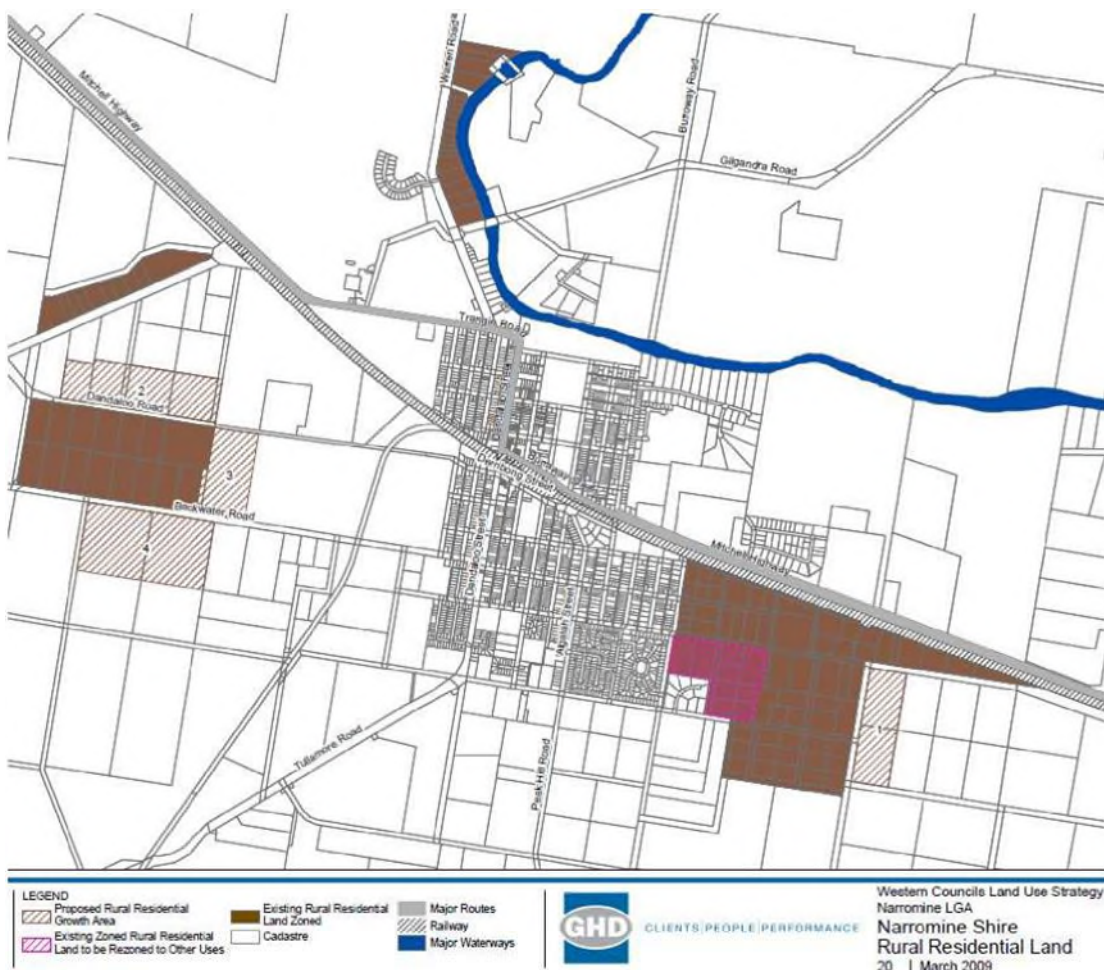 Warren Road
Mitchell Highway
Burroway Road
Gilgandra Road
Trangie Road
2
Dandaloo Road
3
Backwater Road
4
Dandaloo Street
Mitchell Highway
1
Tullamore Road
Peak Hill Road
LEGEND
Proposed Rural Residential
Growth Area
Existing Zoned Rural Residential
Land to be Rezoned to Other Uses
Existing Rural Residential
Land Zoned
Cadastre
Major Routes
Railway
Major Waterways
GHD
CLIENTS|PEOPLE|PERFORMANCE
Western Councils Land Use Strategy
Narromine LGA
Narromine Shire
Rural Residential Land
20 | March 2009